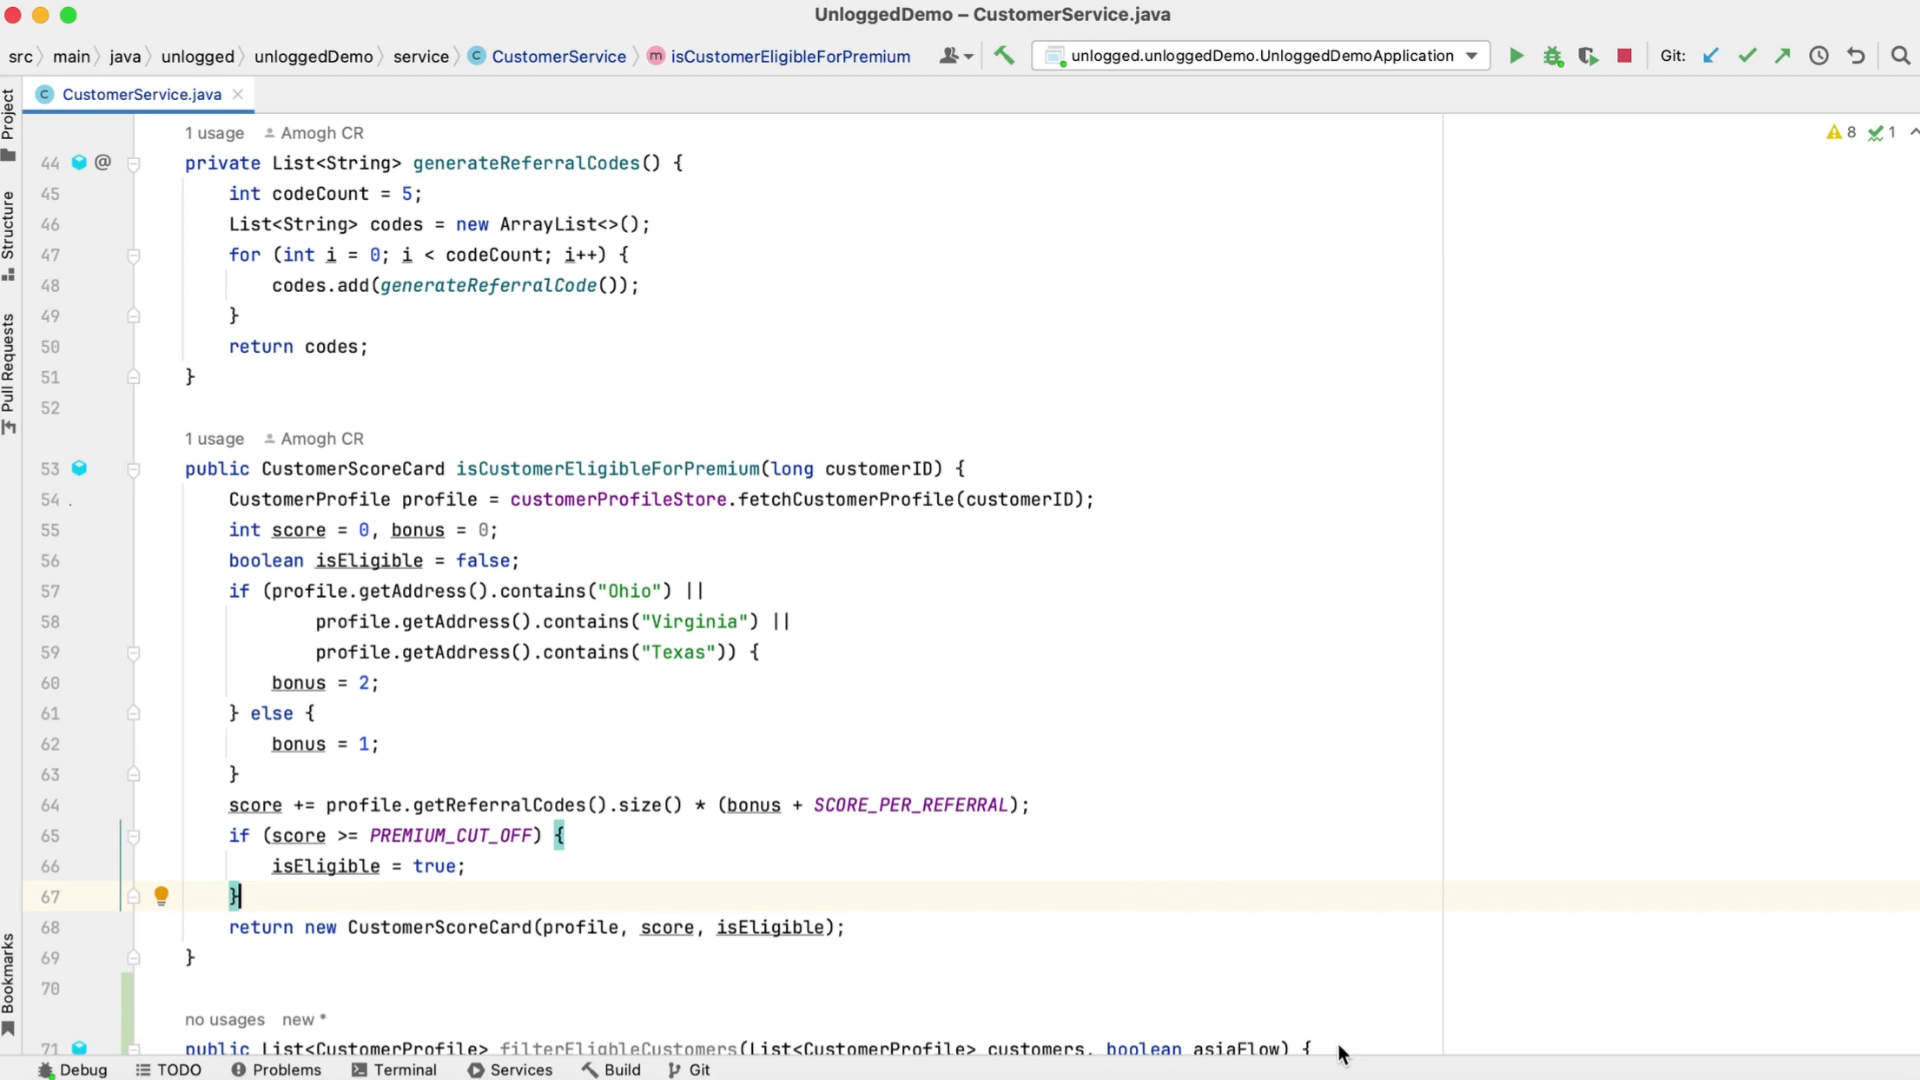 UnloggedDemo – CustomerService.java
src main java unlogged unloggedDemo service C CustomerService m isCustomerEligibleForPremium unlogged.unloggedDemo.UnloggedDemoApplication Git:
C CustomerService.java
Project
Structure
Pull Requests
Bookmarks
8 1
1 usage Amogh CR
44 @ private List<String> generateReferralCodes() {
45 int codeCount = 5;
46 List<String> codes = new ArrayList<>();
47 for (int i = 0; i < codeCount; i++) {
48 codes.add(generateReferralCode());
49 }
50 return codes;
51 }
52
1 usage Amogh CR
53 public CustomerScoreCard isCustomerEligibleForPremium(long customerID) {
54 CustomerProfile profile = customerProfileStore.fetchCustomerProfile(customerID);
55 int score = 0, bonus = 0;
56 boolean isEligible = false;
57 if (profile.getAddress().contains("Ohio") ||
58 profile.getAddress().contains("Virginia") ||
59 profile.getAddress().contains("Texas")) {
60 bonus = 2;
61 } else {
62 bonus = 1;
63 }
64 score += profile.getReferralCodes().size() * (bonus + SCORE_PER_REFERRAL);
65 if (score >= PREMIUM_CUT_OFF) {
66 isEligible = true;
67 }
68 return new CustomerScoreCard(profile, score, isEligible);
69 }
70
no usages new *
71 public List<CustomerProfile> filterEligbleCustomers(List<CustomerProfile> customers, boolean asiaFlow) {
Debug TODO Problems Terminal Services Build Git